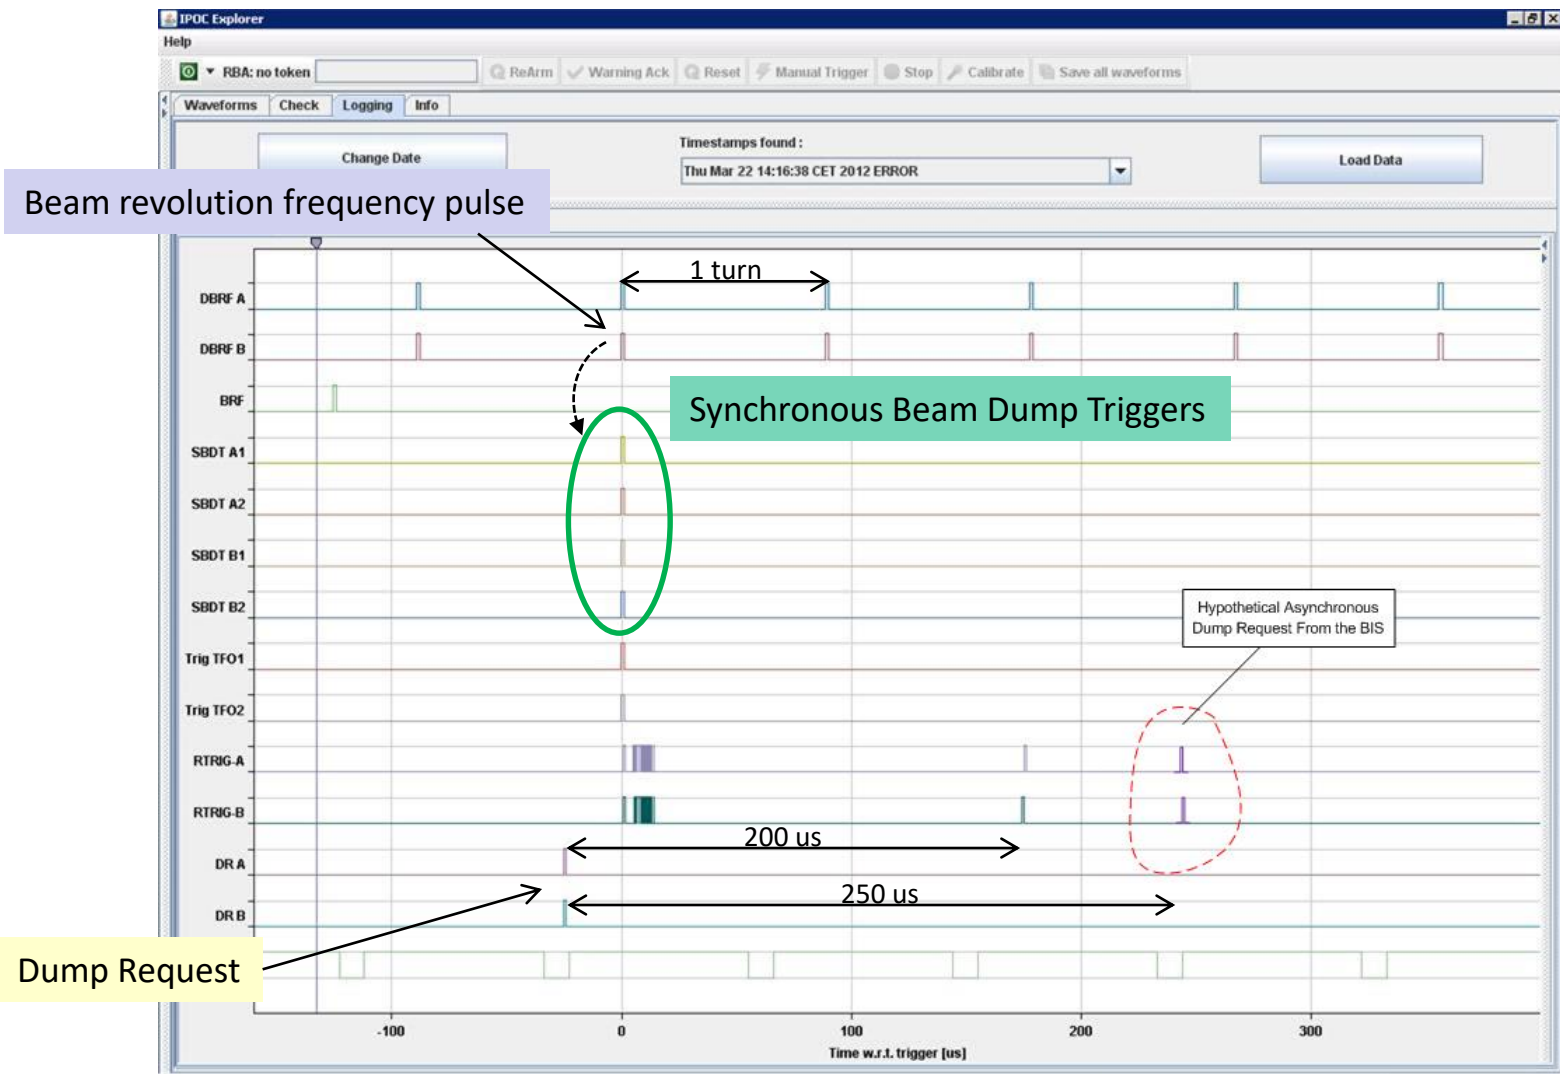 IPOC Explorer
Help
RBA: no token
ReArm
Warning Ack
Reset
Manual Trigger
Stop
Calibrate
Save all waveforms
Waveforms
Check
Logging
Info
Change Date
Timestamps found :
Thu Mar 22 14:16:38 CET 2012 ERROR
Load Data
Beam revolution frequency pulse
1 turn
DBRF A
DBRF B
BRF
Synchronous Beam Dump Triggers
SBDT A1
SBDT A2
SBDT B1
SBDT B2
Hypothetical Asynchronous
Dump Request From the BIS
Trig TFO1
Trig TFO2
RTRIG-A
RTRIG-B
200 us
DR A
250 us
DR B
Dump Request
-100
0
100
200
300
Time w.r.t. trigger [us]